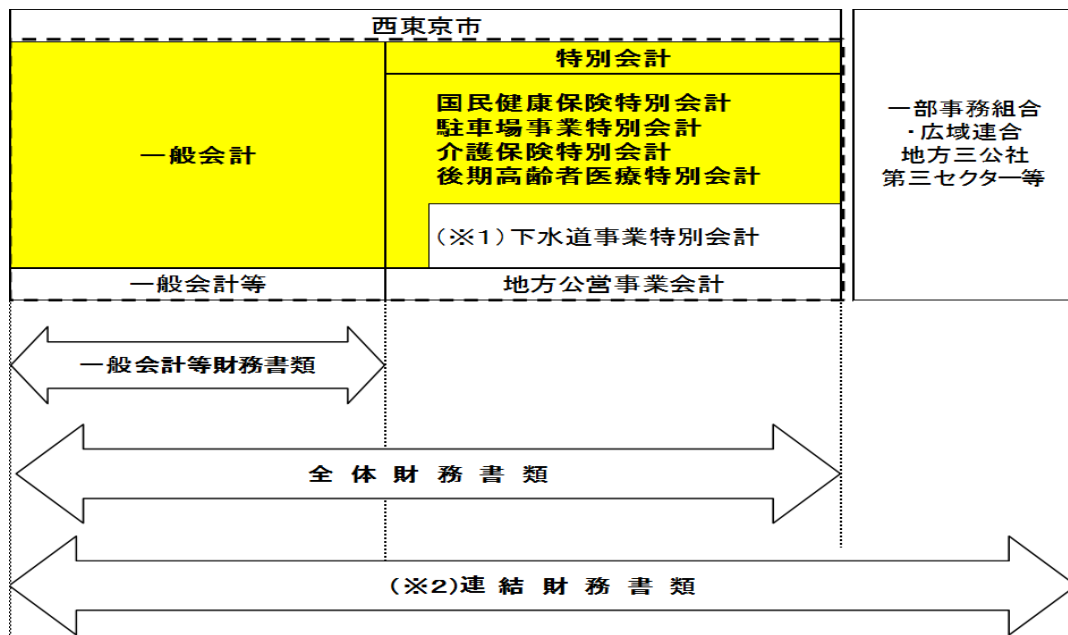 西東京市
一般会計
特別会計
国民健康保険特別会計
駐車場事業特別会計
介護保険特別会計
後期高齢者医療特別会計
(※1)下水道事業特別会計
一般会計等
地方公営事業会計
一部事務組合
・広域連合
地方三公社
第三セクター等
一般会計等財務書類
全体財務書類
(※2)連結財務書類